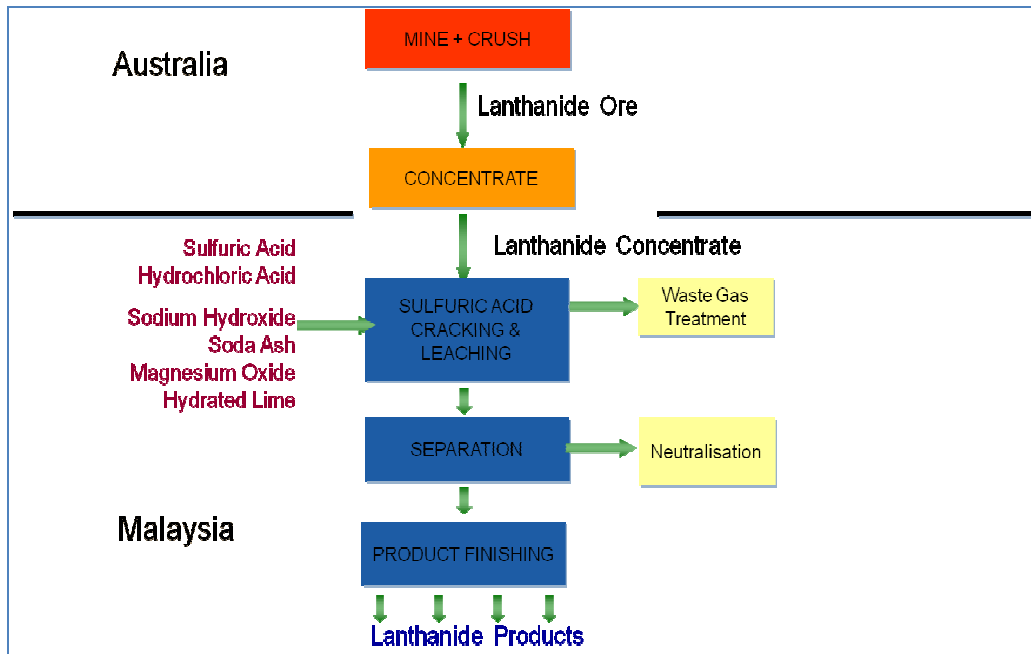 MINE + CRUSH
Australia
Lanthanide Ore
CONCENTRATE
Lanthanide Concentrate
Sulfuric Acid
Hydrochloric Acid
Sodium Hydroxide
Soda Ash
Magnesium Oxide
Hydrated Lime
SULFURIC ACID
CRACKING &
LEACHING
Waste Gas
Treatment
SEPARATION
Neutralisation
Malaysia
PRODUCT FINISHING
Lanthanide Products